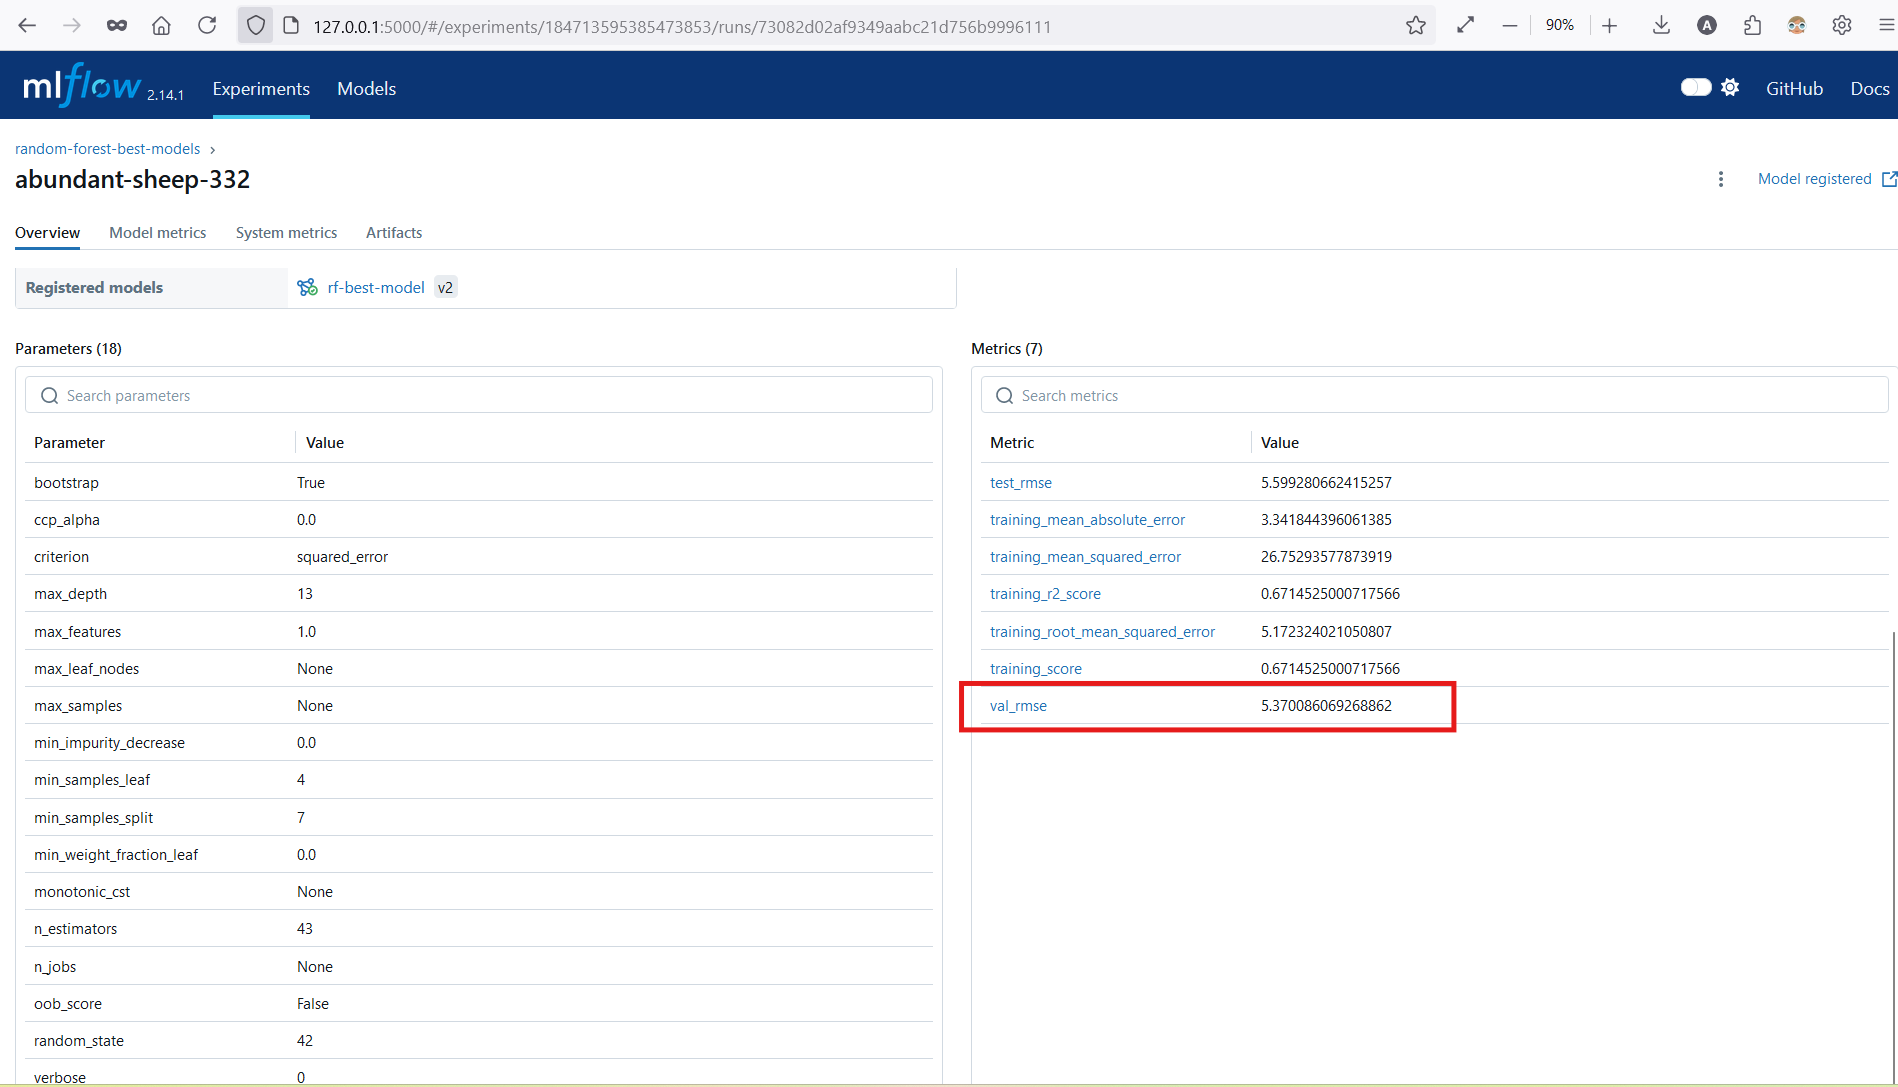 127.0.0.1:5000/#/experiments/184713595385473853/runs/73082d02af9349aabc21d756b9996111
90%
A
mlflow 2.14.1
Experiments
Models
GitHub
Docs
random-forest-best-models ›
abundant-sheep-332
Model registered
Overview
Model metrics
System metrics
Artifacts
Registered models
rf-best-model v2
Parameters (18)
Search parameters
Parameter Value
bootstrap True
ccp_alpha 0.0
criterion squared_error
max_depth 13
max_features 1.0
max_leaf_nodes None
max_samples None
min_impurity_decrease 0.0
min_samples_leaf 4
min_samples_split 7
min_weight_fraction_leaf 0.0
monotonic_cst None
n_estimators 43
n_jobs None
oob_score False
random_state 42
verbose 0
Metrics (7)
Search metrics
Metric Value
test_rmse 5.599280662415257
training_mean_absolute_error 3.341844396061385
training_mean_squared_error 26.75293577873919
training_r2_score 0.6714525000717566
training_root_mean_squared_error 5.172324021050807
training_score 0.6714525000717566
val_rmse 5.370086069268862